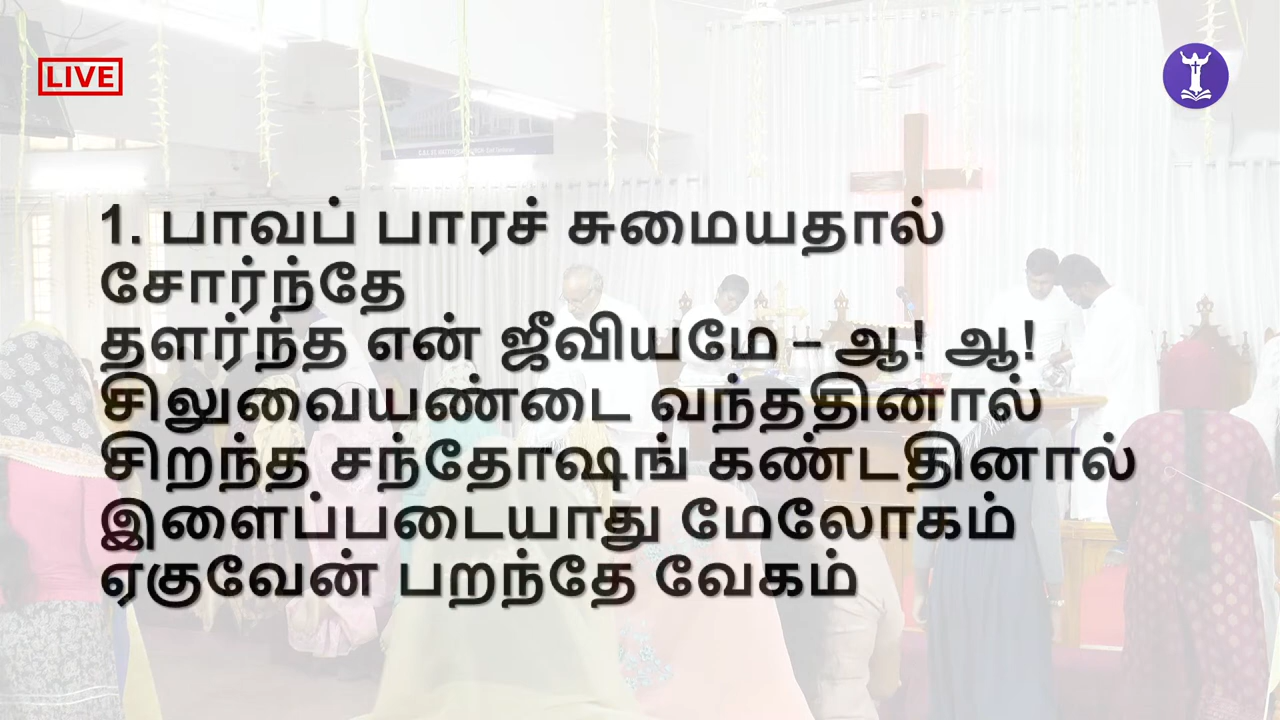 LIVE
1. பாவப் பாரச் சுமையதால்
சோர்ந்தே
தளர்ந்த என் ஜீவியமே – ஆ! ஆ!
சிலுவையண்டை வந்ததினால்
சிறந்த சந்தோஷங் கண்டதினால்
இளைப்படையாது மேலோகம்
ஏகுவேன் பறந்தே வேகம்